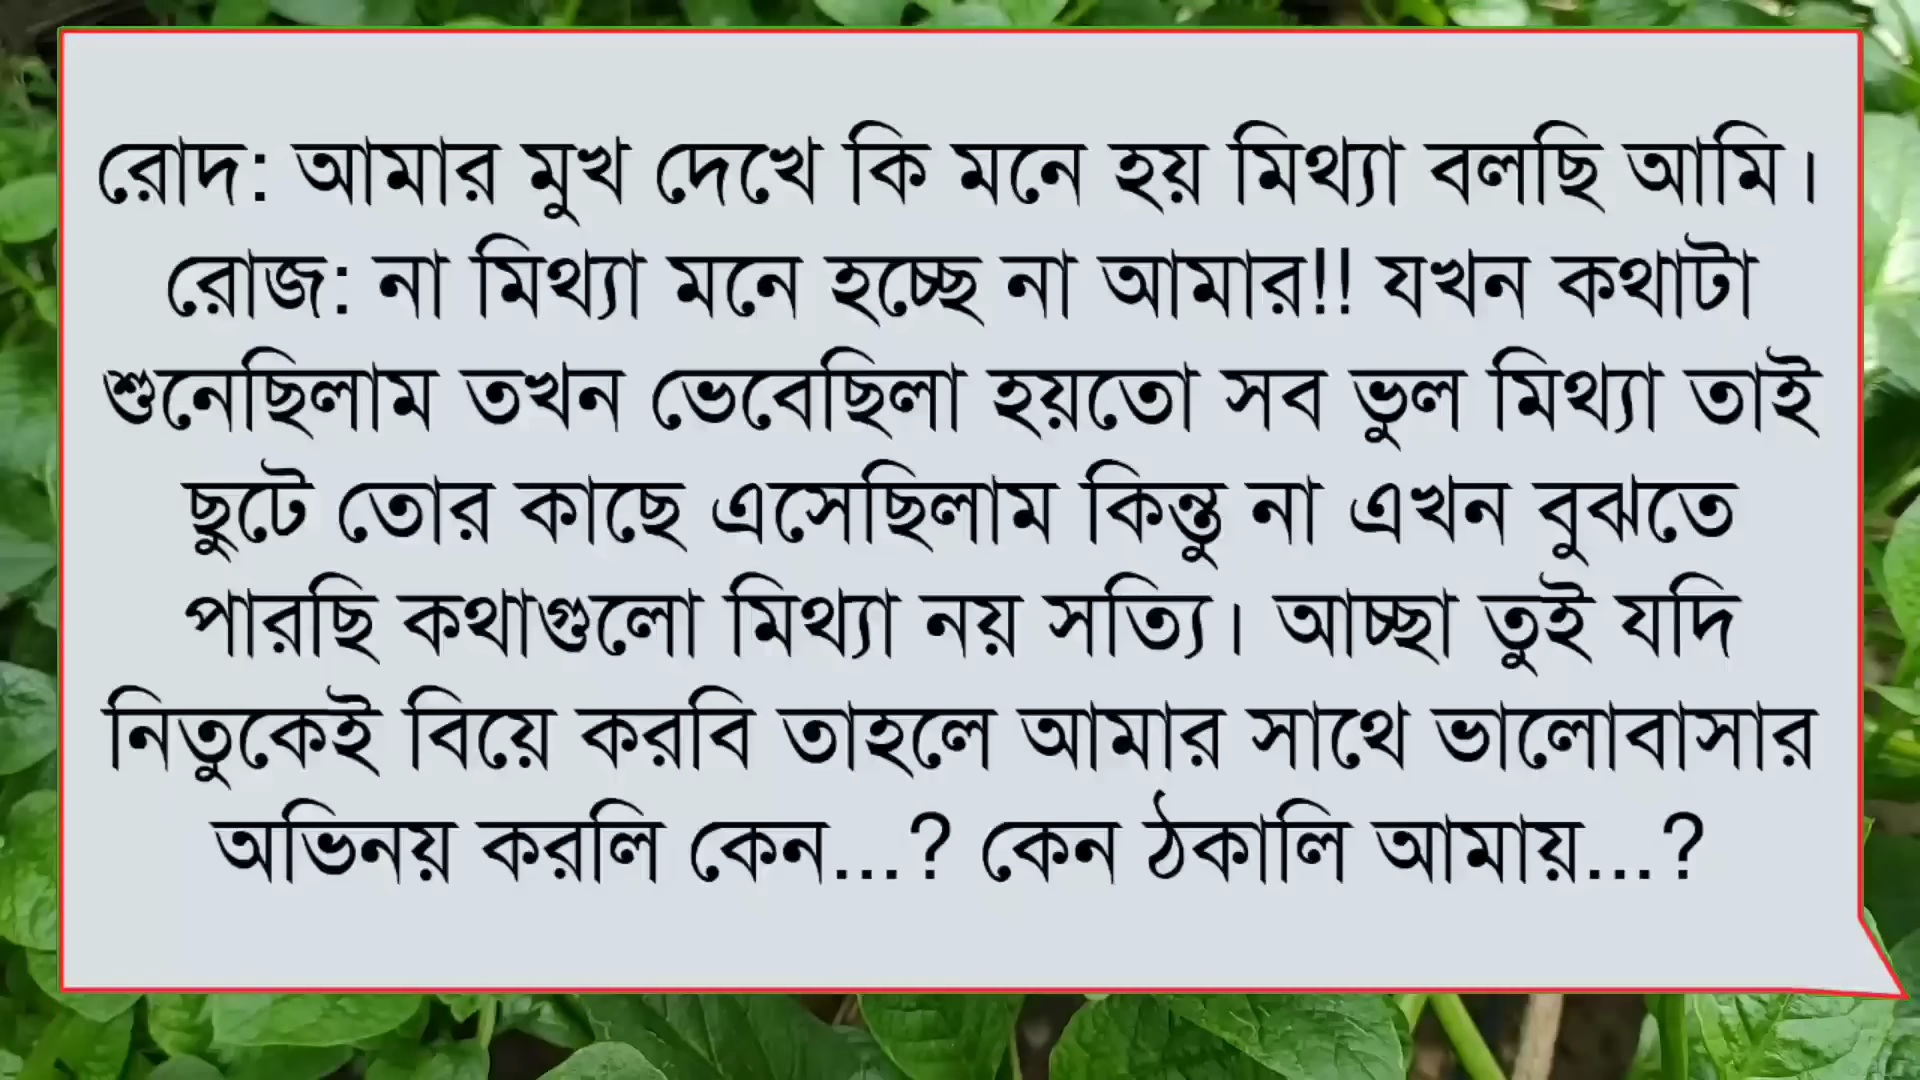 রোদ: আমার মুখ দেখে কি মনে হয় মিথ্যা বলছি আমি।
রোজ: না মিথ্যা মনে হচ্ছে না আমার!! যখন কথাটা
শুনেছিলাম তখন ভেবেছিলা হয়তো সব ভুল মিথ্যা তাই
ছুটে তোর কাছে এসেছিলাম কিন্তু না এখন বুঝতে
পারছি কথাগুলো মিথ্যা নয় সত্যি। আচ্ছা তুই যদি
নিতুকেই বিয়ে করবি তাহলে আমার সাথে ভালোবাসার
অভিনয় করলি কেন...? কেন ঠকালি আমায়...?